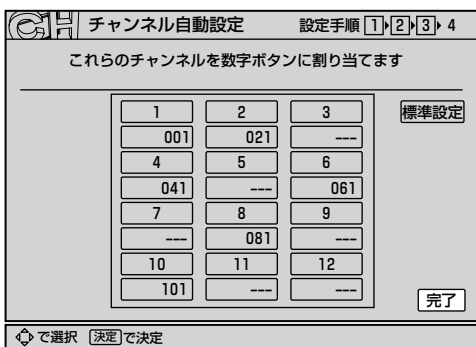 CH チャンネル自動設定 設定手順 1 2 3 4
これらのチャンネルを数字ボタンに割り当てます
1 2 3 標準設定
001 021 ---
4 5 6
041 --- 061
7 8 9
--- 081 ---
10 11 12
101 --- ---
完了
で選択 決定で決定